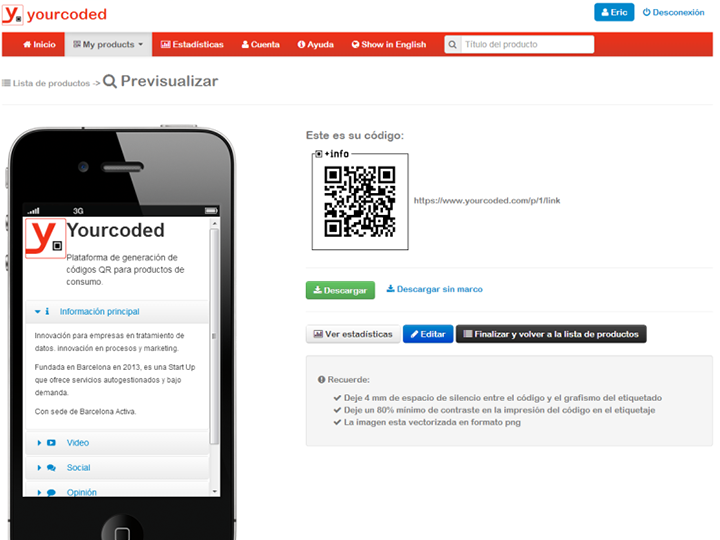 y. yourcoded
Eric Desconexión
Inicio My products Estadísticas Cuenta Ayuda Show in English Título del producto
Lista de productos -> Previsualizar
3G
y.
Yourcoded
Plataforma de generación de
códigos QR para productos de
consumo.
Información principal
Innovación para empresas en tratamiento de
datos. innovación en procesos y marketing.
Fundada en Barcelona en 2013, es una Start Up
que ofrece servicios autogestionados y bajo
demanda.
Con sede de Barcelona Activa.
Video
Social
Opinión
Este es su código:
+info
https://www.yourcoded.com/p/1/link
Descargar Descargar sin marco
Ver estadísticas Editar Finalizar y volver a la lista de productos
Recuerde:
Deje 4 mm de espacio de silencio entre el código y el grafismo del etiquetado
Deje un 80% mínimo de contraste en la impresión del código en el etiquetaje
La imagen esta vectorizada en formato png